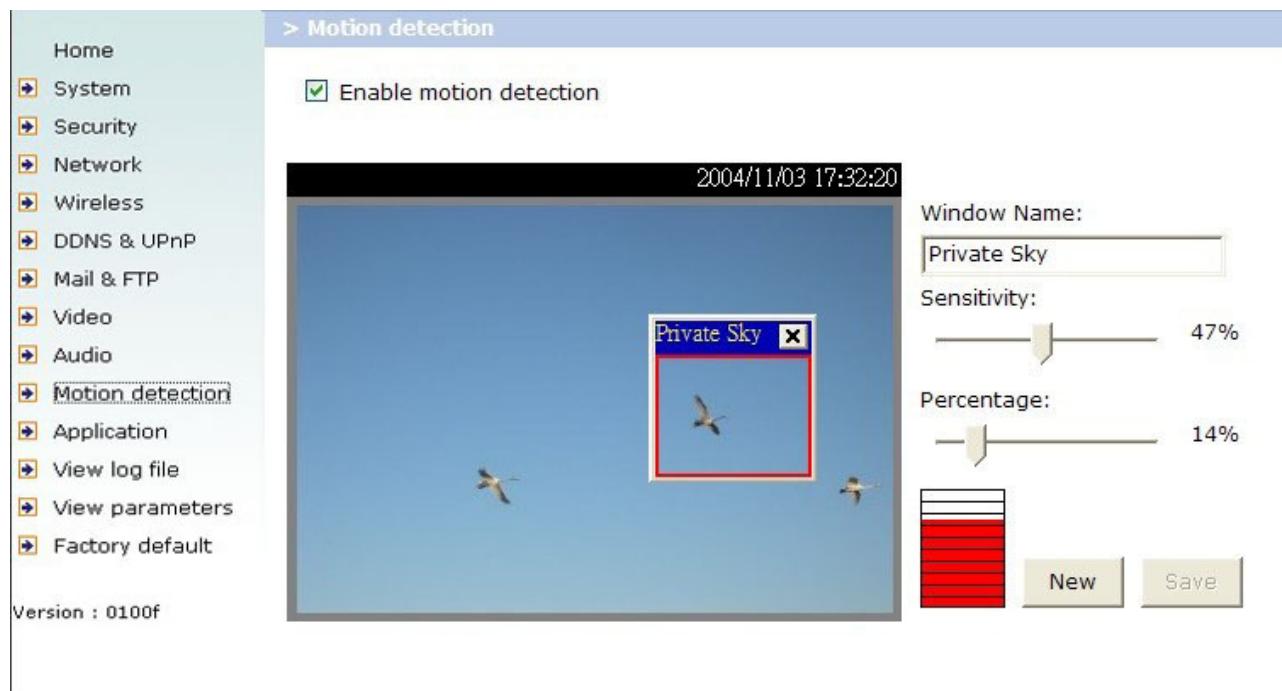 > Motion detection
Home
System
Security
Network
Wireless
DDNS & UPnP
Mail & FTP
Video
Audio
Motion detection
Application
View log file
View parameters
Factory default
Version : 0100f
Enable motion detection
2004/11/03 17:32:20
Private Sky
Window Name:
Private Sky
Sensitivity:
47%
Percentage:
14%
New
Save